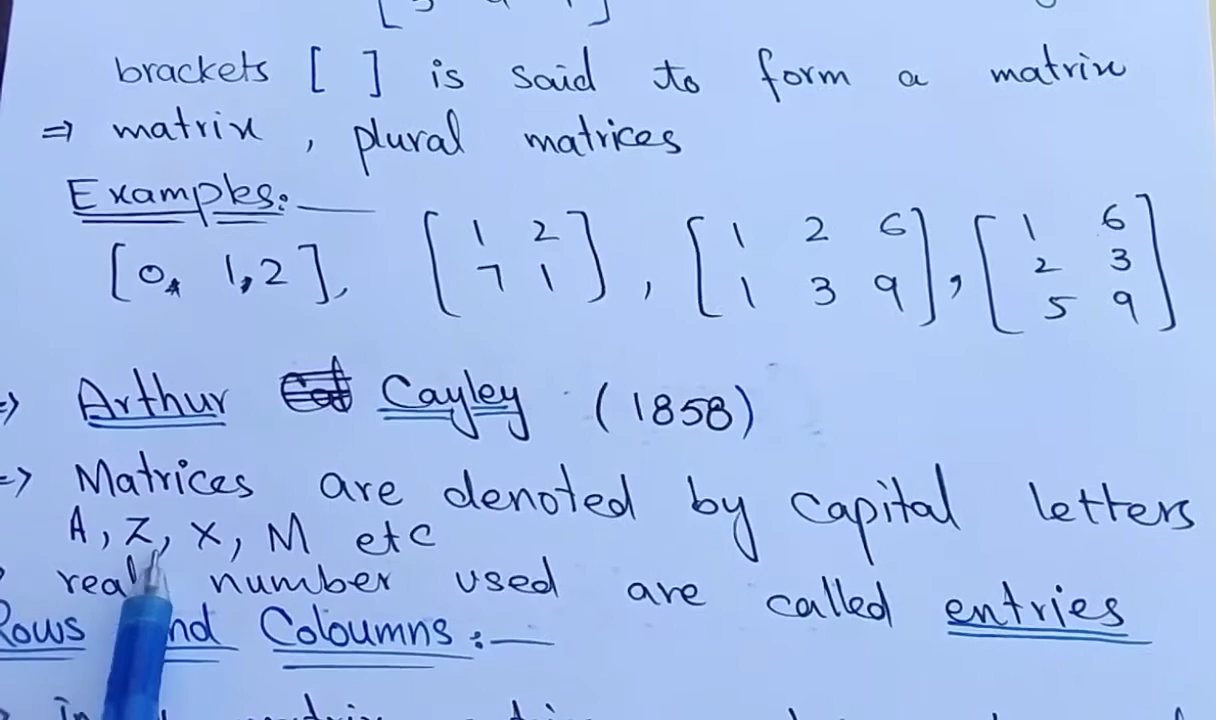 brackets [ ] is said to form a matrix
⇒ matrix, plural matrices
Examples:—
[0, 1,2], [1 2 7 1], [1 2 6 1 3 9], [1 6 2 3 5 9]
⇒ Arthur Cayley (1858)
⇒ Matrices are denoted by capital letters
A, Z, X, M etc
real number used are called entries
Rows and Coloumns:—
matrix